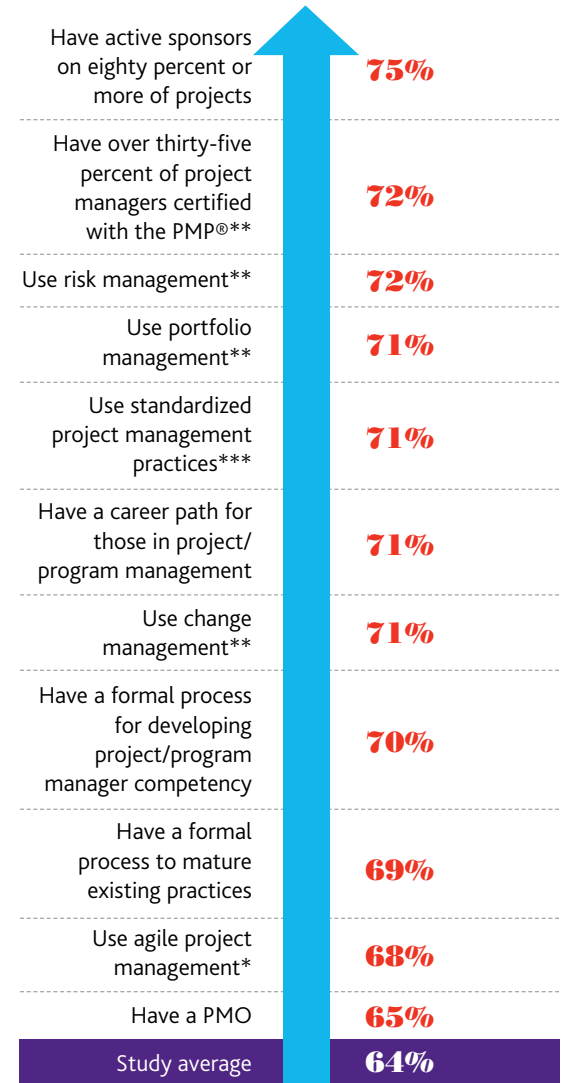 Have active sponsors
on eighty percent or
more of projects
75%
Have over thirty-five
percent of project
managers certified
with the PMP®**
72%
Use risk management**
72%
Use portfolio
management**
71%
Use standardized
project management
practices***
71%
Have a career path for
those in project/
program management
71%
Use change
management**
71%
Have a formal process
for developing
project/program
manager competency
70%
Have a formal
process to mature
existing practices
69%
Use agile project
management*
68%
Have a PMO
65%
Study average
64%